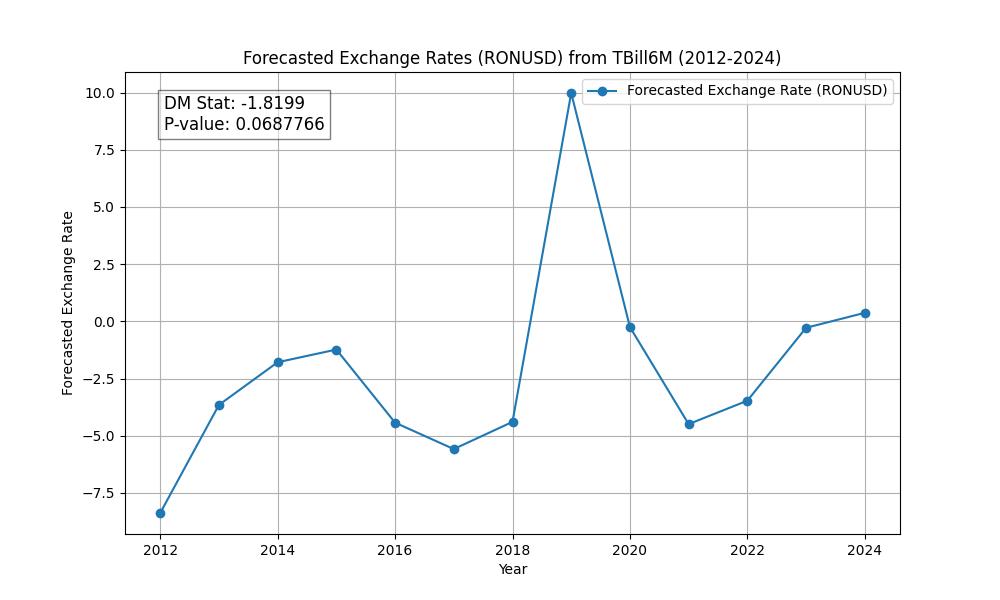 Forecasted Exchange Rates (RONUSD) from TBill6M (2012-2024)
Forecasted Exchange Rate (RONUSD)
DM Stat: -1.8199
P-value: 0.0687766
Forecasted Exchange Rate
10.0
7.5
5.0
2.5
0.0
−2.5
−5.0
−7.5
2012 2014 2016 2018 2020 2022 2024
Year